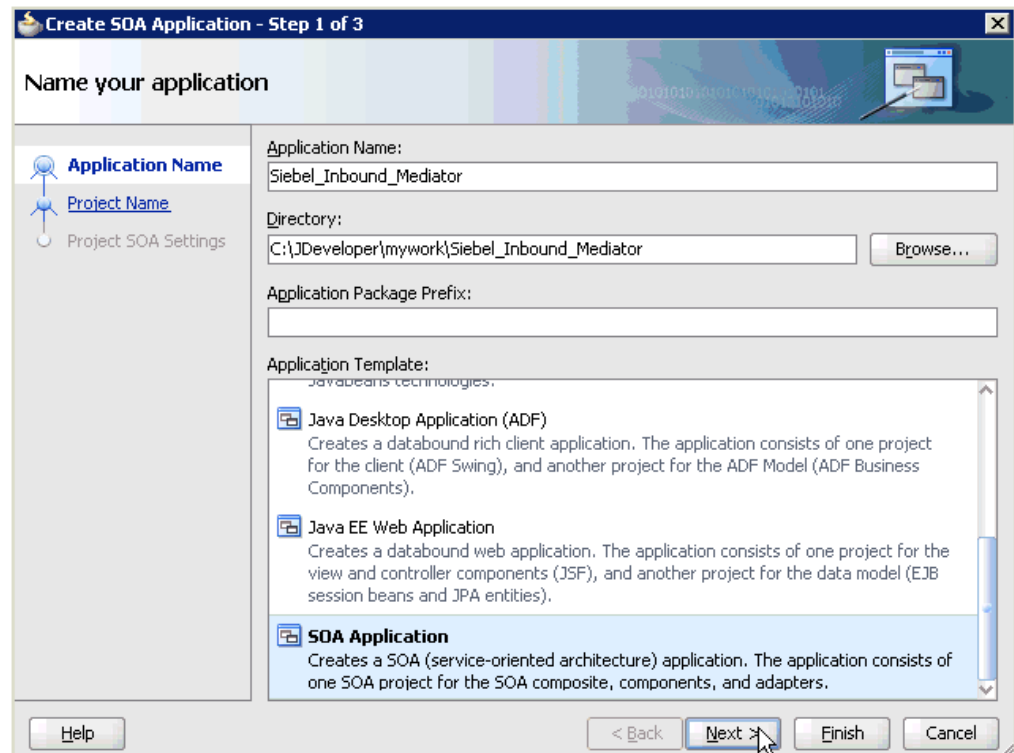 Create SOA Application - Step 1 of 3
Name your application
Application Name
Project Name
Project SOA Settings
Application Name:
Siebel_Inbound_Mediator
Directory:
C:\JDeveloper\mywork\Siebel_Inbound_Mediator
Browse...
Application Package Prefix:
Application Template:
Javabeans technologies.
Java Desktop Application (ADF)
Creates a databound rich client application. The application consists of one project
for the client (ADF Swing), and another project for the ADF Model (ADF Business
Components).
Java EE Web Application
Creates a databound web application. The application consists of one project for the
view and controller components (JSF), and another project for the data model (EJB
session beans and JPA entities).
SOA Application
Creates a SOA (service-oriented architecture) application. The application consists of
one SOA project for the SOA composite, components, and adapters.
Help
< Back
Next >
Finish
Cancel